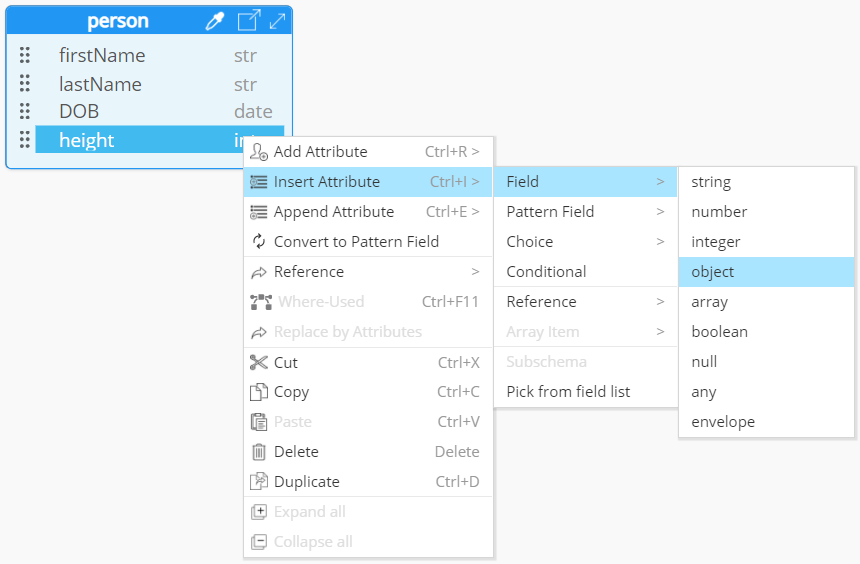 person
firstName str
lastName str
DOB date
height in
Add Attribute Ctrl+R >
Insert Attribute Ctrl+I >
Append Attribute Ctrl+E >
Convert to Pattern Field
Reference >
Where-Used Ctrl+F11
Replace by Attributes
Cut Ctrl+X
Copy Ctrl+C
Paste Ctrl+V
Delete Delete
Duplicate Ctrl+D
Expand all
Collapse all
Field >
Pattern Field >
Choice >
Conditional
Reference >
Array Item >
Subschema
Pick from field list
string
number
integer
object
array
boolean
null
any
envelope